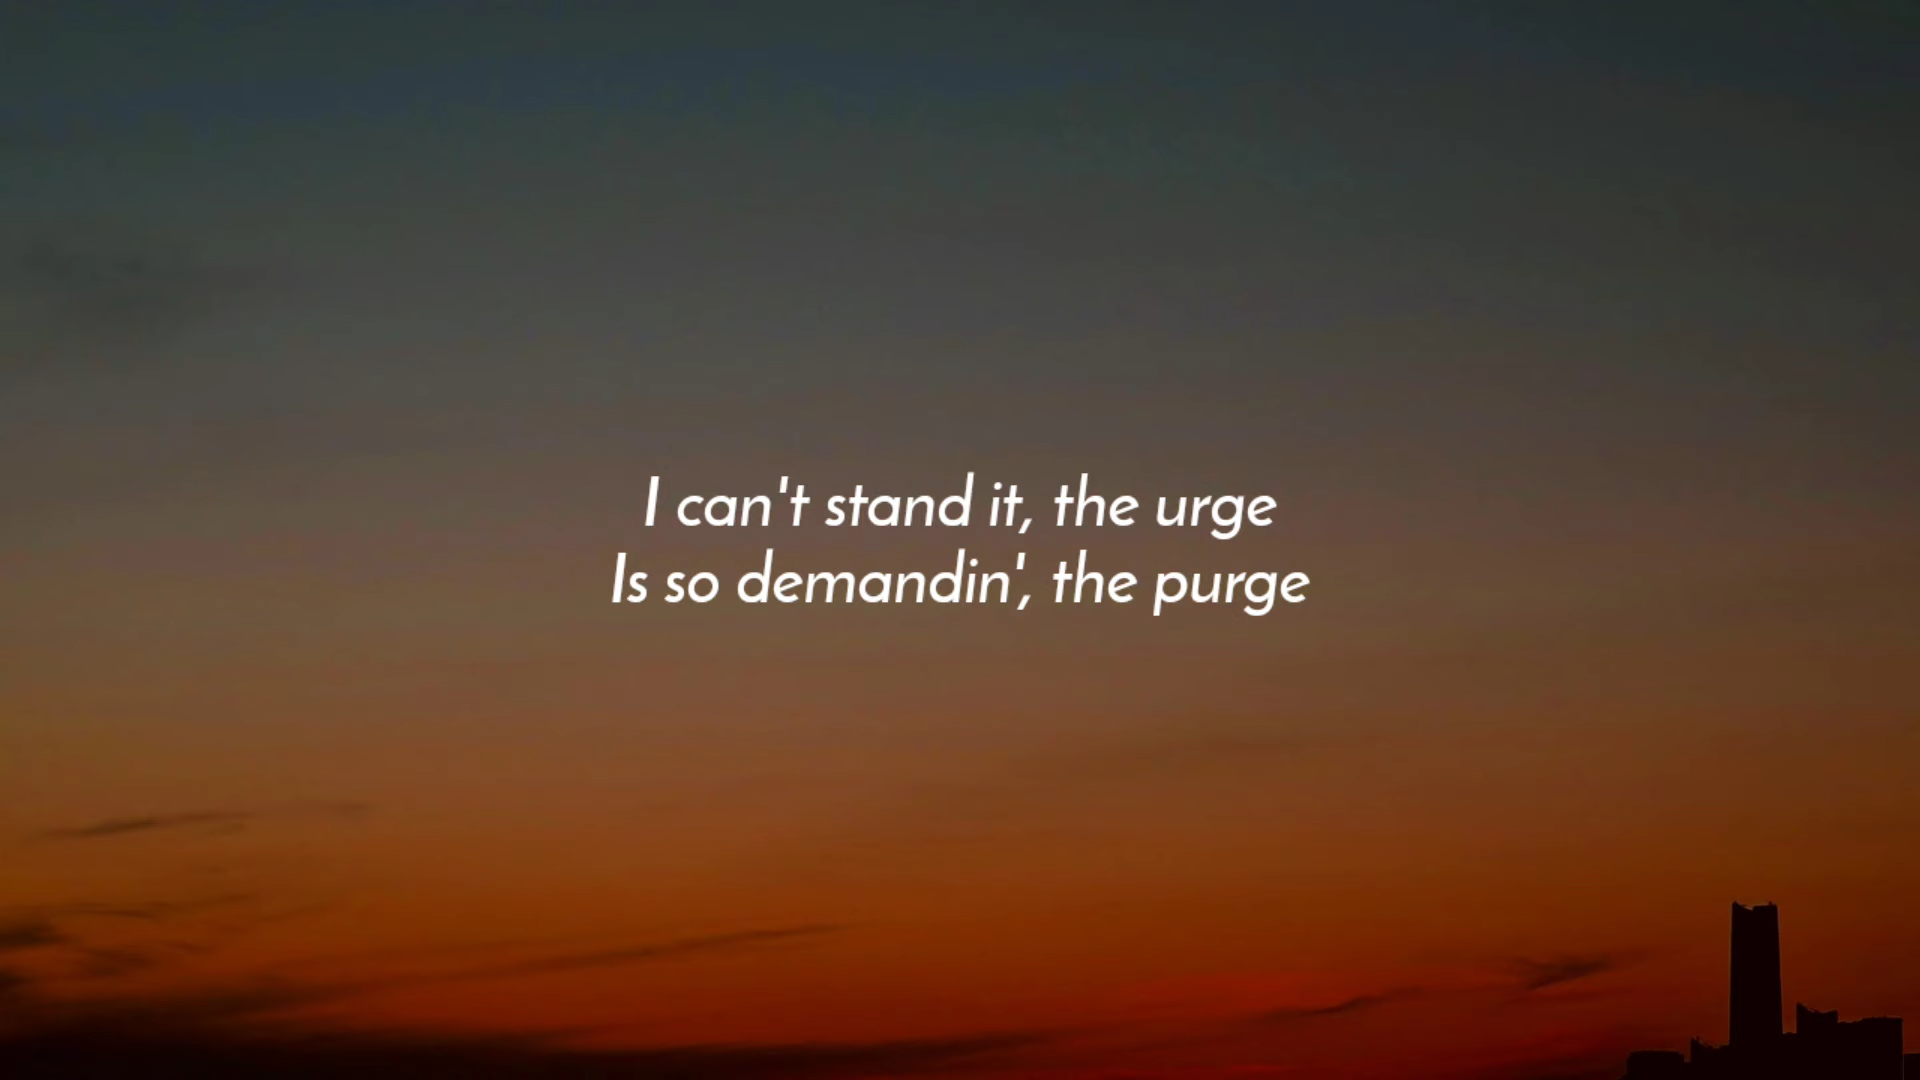 I can't stand it, the urge
Is so demandin', the purge